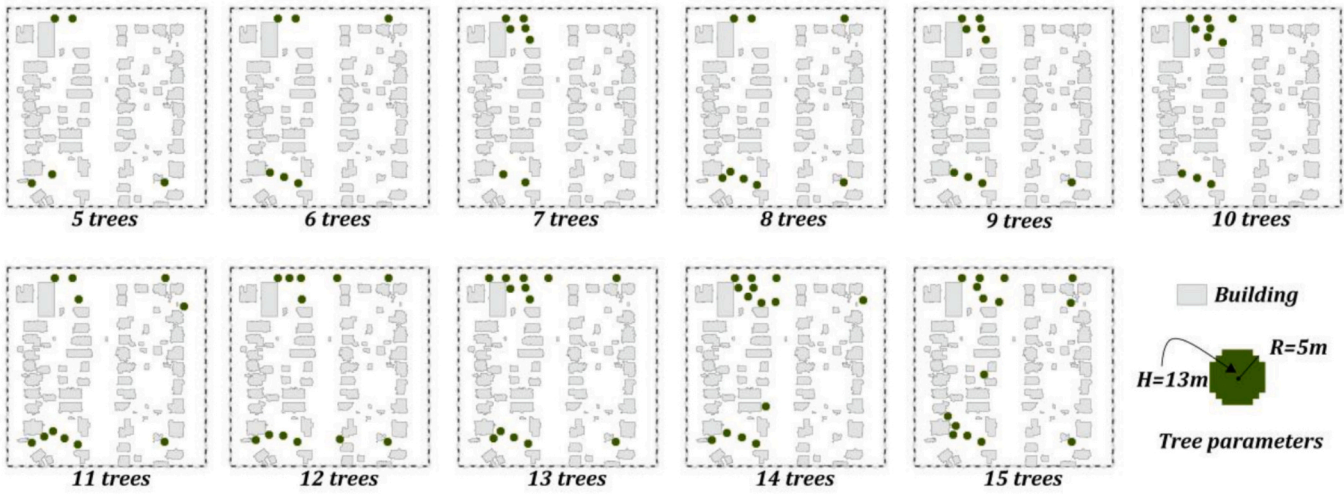 5 trees
6 trees
7 trees
8 trees
9 trees
10 trees
11 trees
12 trees
13 trees
14 trees
15 trees
Building
R=5m
H=13m
Tree parameters